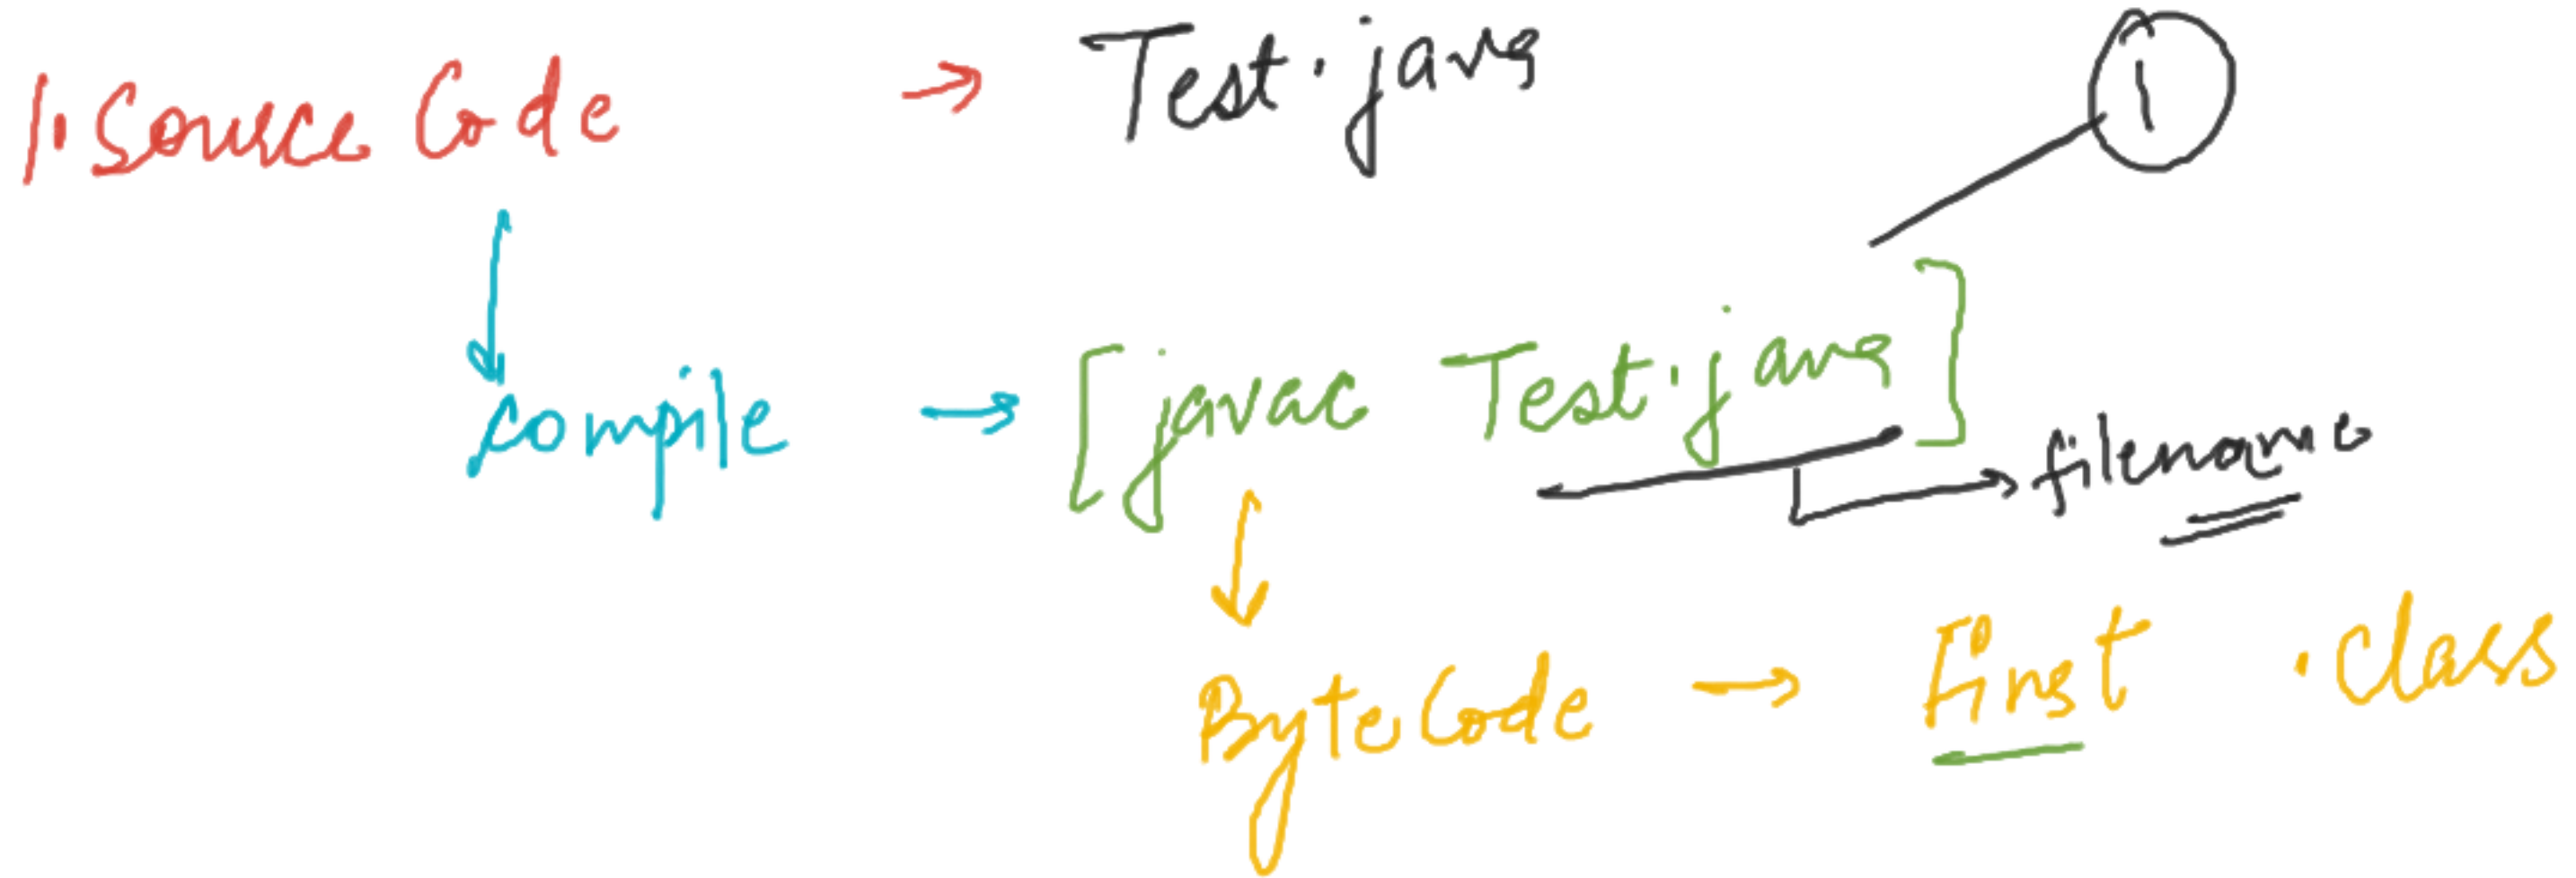 1. Source Code → Test.java
1
compile → [javac Test.java]
filename
ByteCode → First .class